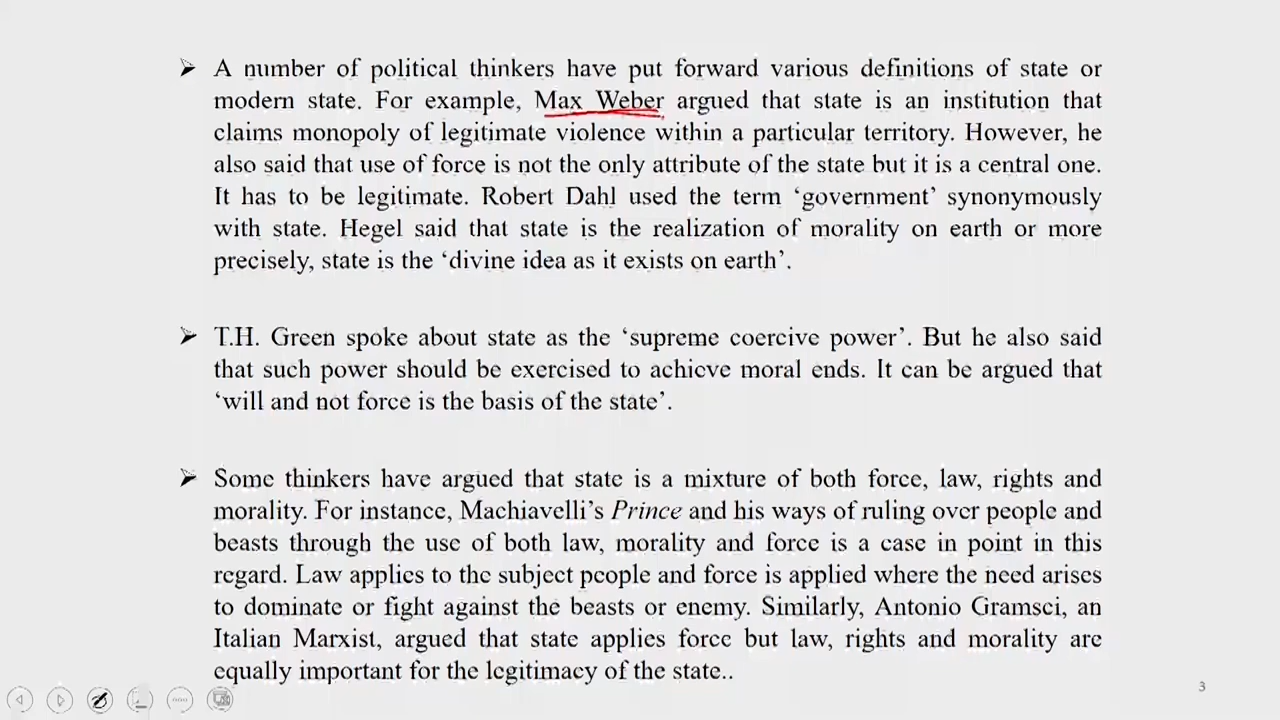 ➢ A number of political thinkers have put forward various definitions of state or
modern state. For example, Max Weber argued that state is an institution that
claims monopoly of legitimate violence within a particular territory. However, he
also said that use of force is not the only attribute of the state but it is a central one.
It has to be legitimate. Robert Dahl used the term ‘government’ synonymously
with state. Hegel said that state is the realization of morality on earth or more
precisely, state is the ‘divine idea as it exists on earth’.
➢ T.H. Green spoke about state as the ‘supreme coercive power’. But he also said
that such power should be exercised to achieve moral ends. It can be argued that
‘will and not force is the basis of the state’.
➢ Some thinkers have argued that state is a mixture of both force, law, rights and
morality. For instance, Machiavelli’s Prince and his ways of ruling over people and
beasts through the use of both law, morality and force is a case in point in this
regard. Law applies to the subject people and force is applied where the need arises
to dominate or fight against the beasts or enemy. Similarly, Antonio Gramsci, an
Italian Marxist, argued that state applies force but law, rights and morality are
equally important for the legitimacy of the state..
3